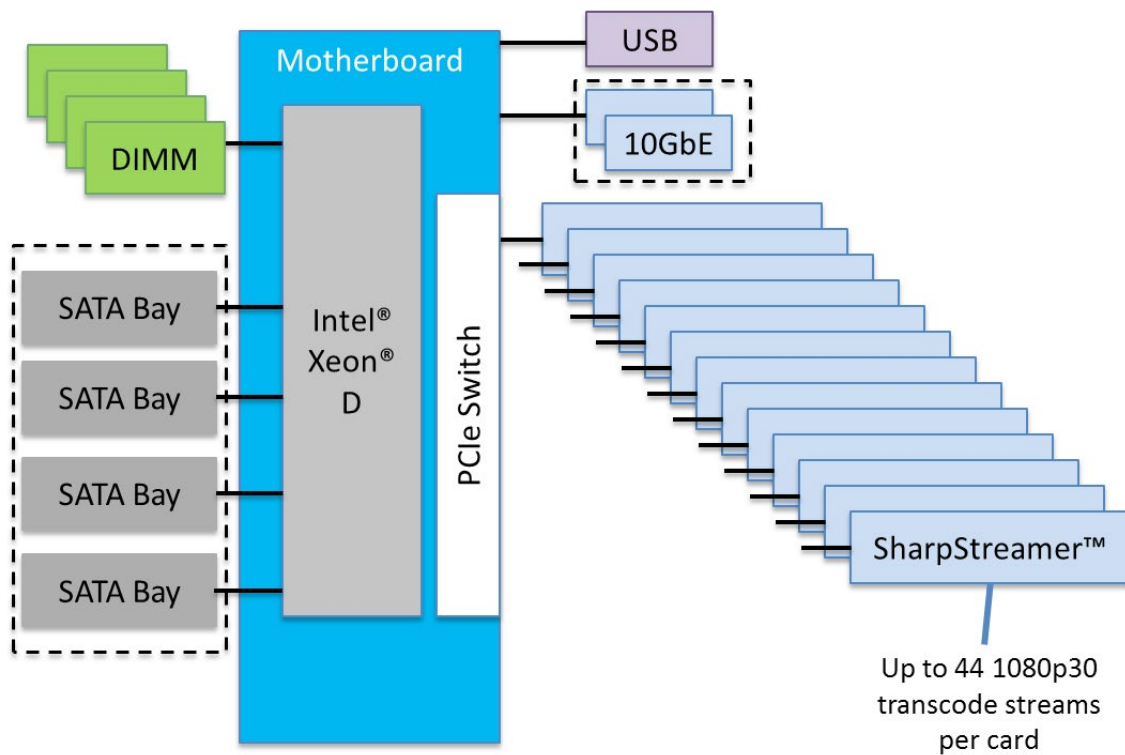 Motherboard
USB
10GbE
DIMM
SATA Bay
SATA Bay
SATA Bay
SATA Bay
Intel®
Xeon®
D
PCIe Switch
SharpStreamer™
Up to 44 1080p30
transcode streams
per card